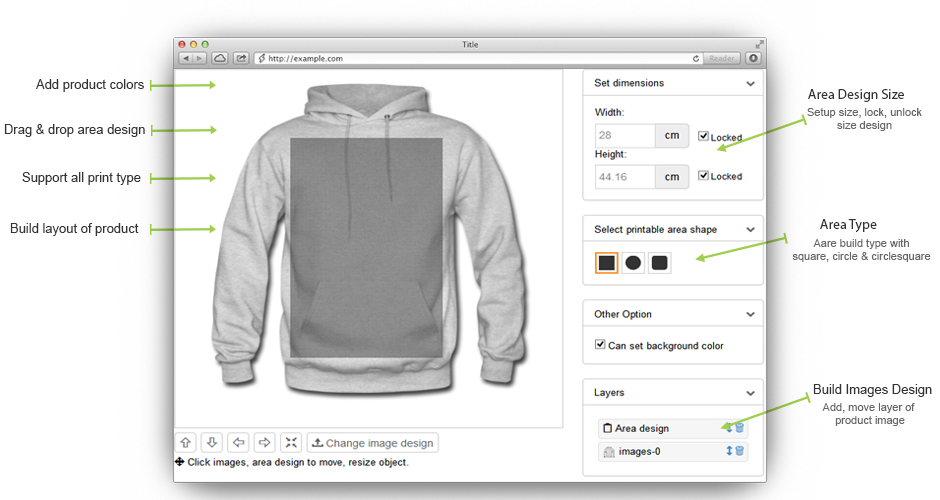 Title
http://example.com
Reader
Add product colors
Drag & drop area design
Support all print type
Build layout of product
Set dimensions
Width:
28 cm Locked
Height:
44.16 cm Locked
Select printable area shape
Other Option
Can set background color
Layers
Area design
images-0
Change image design
Click images, area design to move, resize object.
Area Design Size
Setup size, lock, unlock
size design
Area Type
Aare build type with
square, circle & circlesquare
Build Images Design
Add, move layer of
product image